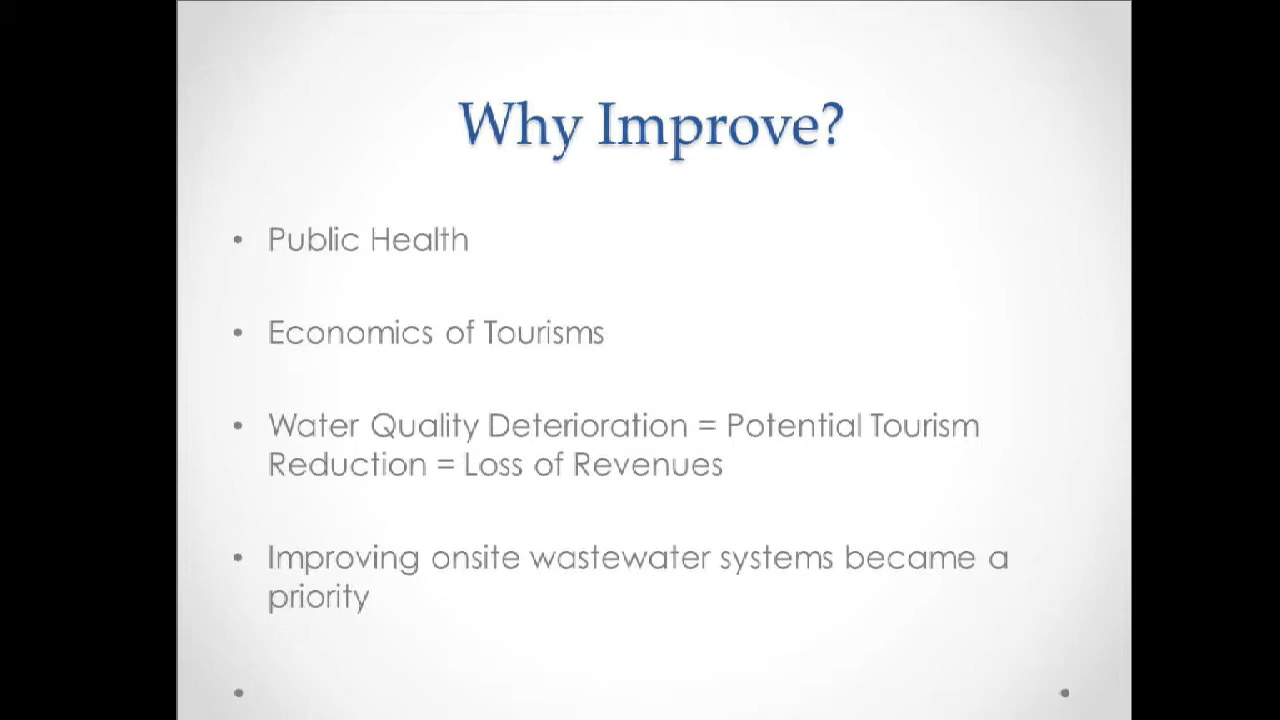 Why Improve?
• Public Health
• Economics of Tourisms
• Water Quality Deterioration = Potential Tourism
Reduction = Loss of Revenues
• Improving onsite wastewater systems became a
priority